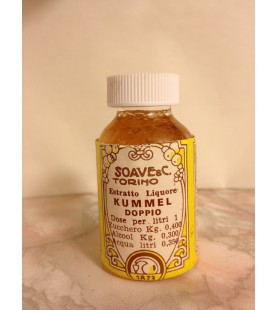 SOAVE&C.
TORINO
Estratto Liquore
KUMMEL
DOPPIO
Dose per litri 1
Zucchero Kg. 0,400
Alcool Kg. 0,300
Acqua litri 0,350